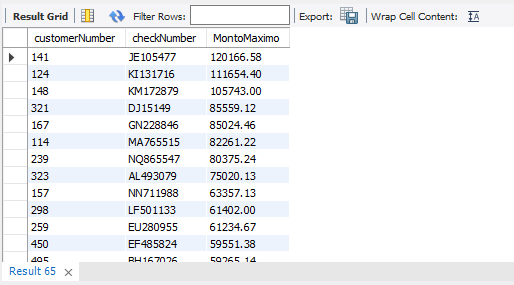 Result Grid Filter Rows: Export: Wrap Cell Content: IA
customerNumber checkNumber MontoMaximo
141 JE105477 120166.58
124 KI131716 111654.40
148 KM172879 105743.00
321 DJ15149 85559.12
167 GN228846 85024.46
114 MA765515 82261.22
239 NQ865547 80375.24
323 AL493079 75020.13
157 NN711988 63357.13
298 LF501133 61402.00
259 EU280955 61234.67
450 EF485824 59551.38
495 BH167026 59265.14
Result 65